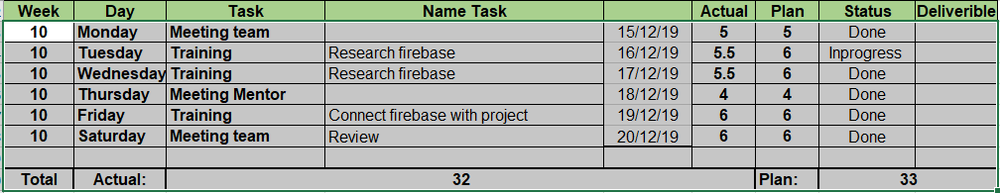 Week Day Task Name Task Actual Plan Status Deliverible
10 Monday Meeting team 15/12/19 5 5 Done
10 Tuesday Training Research firebase 16/12/19 5.5 6 Inprogress
10 Wednesday Training Research firebase 17/12/19 5.5 6 Done
10 Thursday Meeting Mentor 18/12/19 4 4 Done
10 Friday Training Connect firebase with project 19/12/19 6 6 Done
10 Saturday Meeting team Review 20/12/19 6 6 Done
Total Actual: 32 Plan: 33